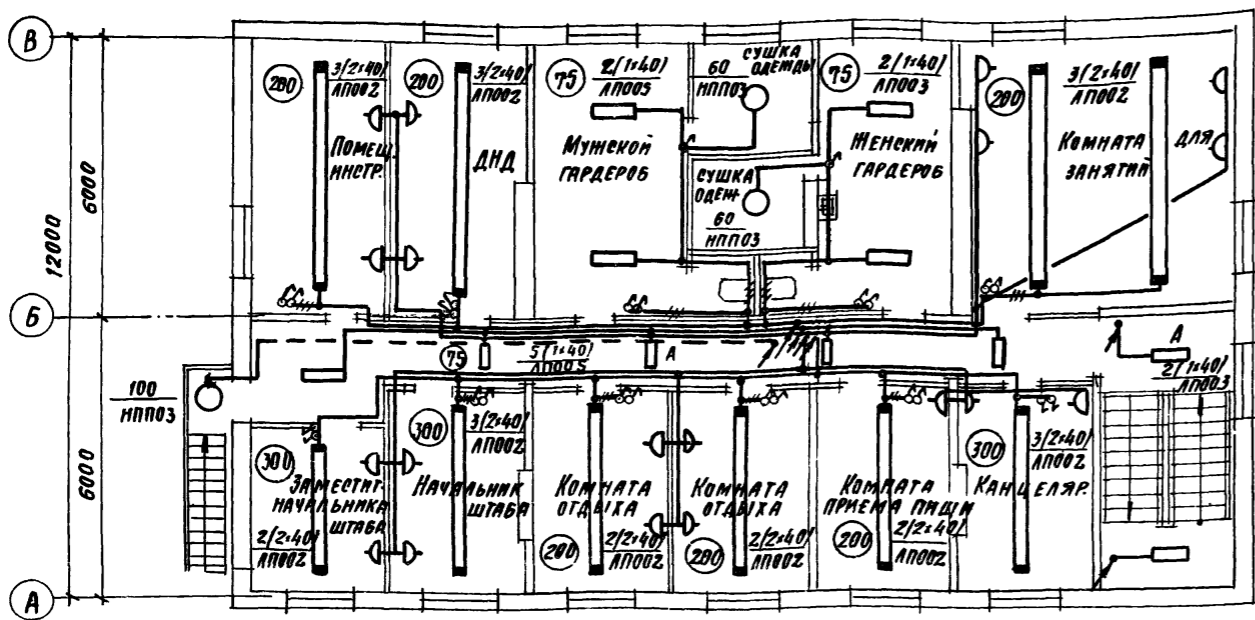 В
Б
А
12000
6000
6000
200
3/2×40/
ЛП002
ПОМЕЩ.
ИНСТР.
200
3/2×40/
ЛП002
ДНД
75
2/1×40/
ЛП005
МУЖСКОЙ
ГАРДЕРОБ
60
НПП03
СУШКА
ОДЕЖДЫ
СУШКА
ОДЕЖ
60
НПП03
75
2/1×40/
ЛП003
ЖЕНСКИЙ
ГАРДЕРОБ
200
3/2×40/
ЛП002
КОМНАТА ДЛЯ
ЗАНЯТИЙ
75
5/1×40/
ЛП005
А
А
2/1×40/
ЛП003
100
НПП03
300
ЗАМЕСТИТ.
НАЧАЛЬНИКА
ШТАБА
2/2×40/
ЛП002
300
3/2×40/
ЛП002
НАЧАЛЬНИК
ШТАБА
КОМНАТА
ОТДЫХА
200
2/2×40/
ЛП002
КОМНАТА
ОТДЫХА
200
2/2×40/
ЛП002
КОМНАТА
ПРИЕМА ПИЩИ
200
2/2×40/
ЛП002
300
3/2×40/
ЛП002
КАНЦЕЛЯР.